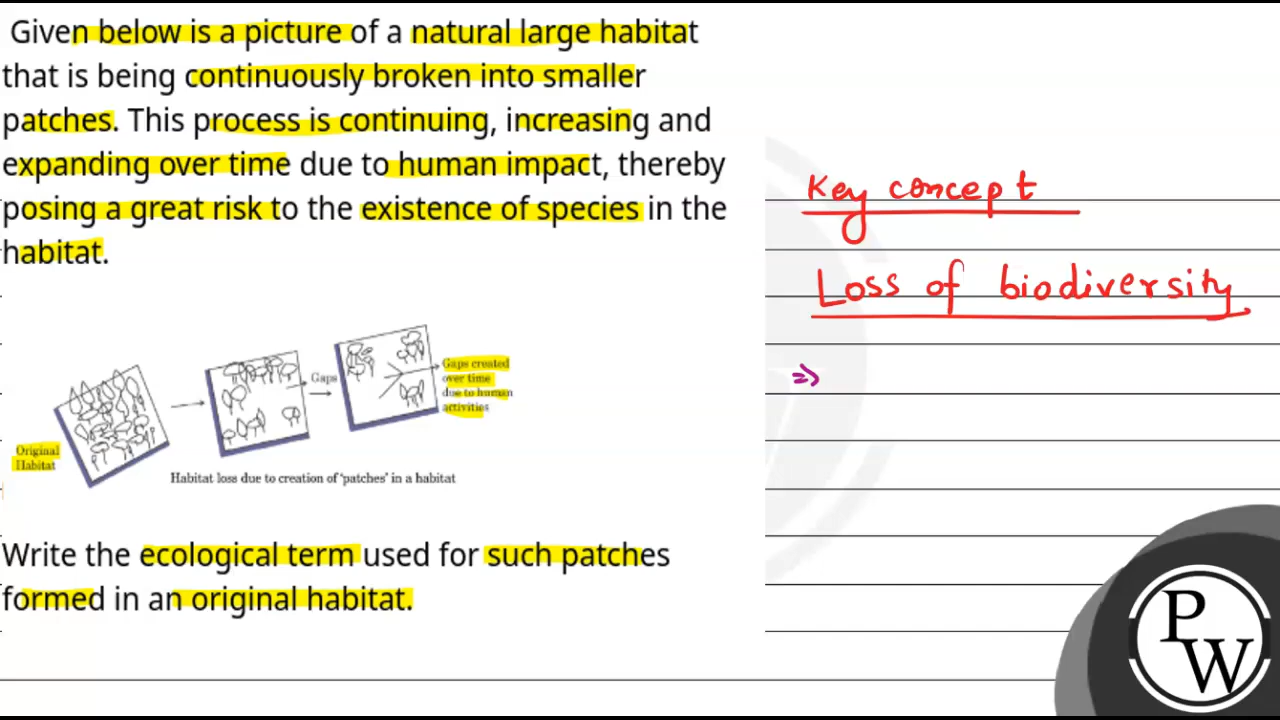 Given below is a picture of a natural large habitat
that is being continuously broken into smaller
patches. This process is continuing, increasing and
expanding over time due to human impact, thereby
posing a great risk to the existence of species in the
habitat.
Key concept
Loss of biodiversity
⇒
Gaps
Gaps created
over time
due to human
activities
Original
Habitat
Habitat loss due to creation of 'patches' in a habitat
Write the ecological term used for such patches
formed in an original habitat.
P
W